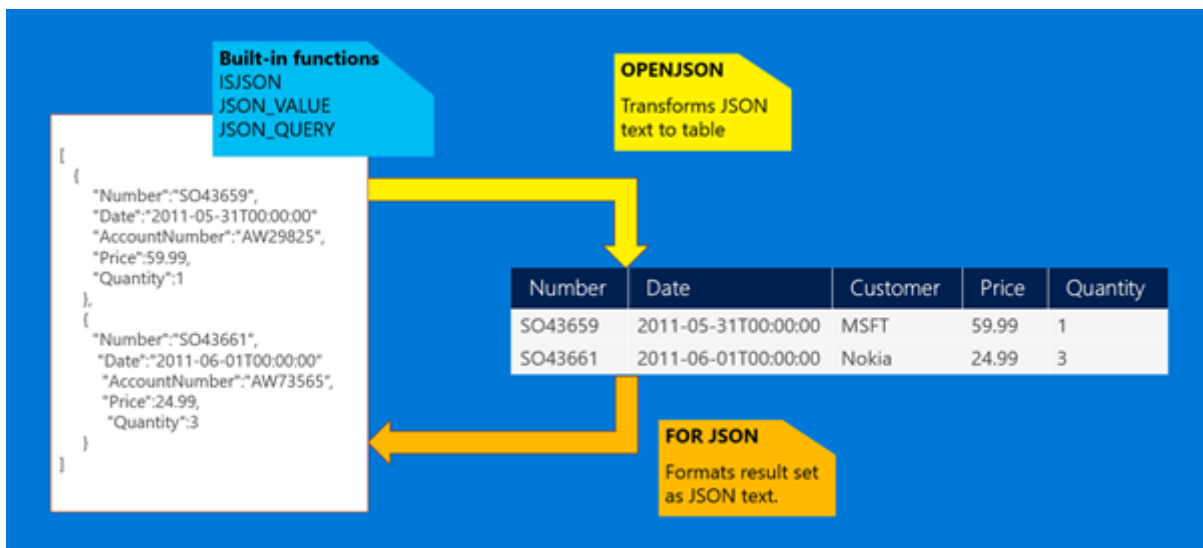 Built-in functions
ISJSON
JSON_VALUE
JSON_QUERY
OPENJSON
Transforms JSON
text to table
[
{
"Number":"SO43659",
"Date":"2011-05-31T00:00:00"
"AccountNumber":"AW29825",
"Price":59.99,
"Quantity":1
},
{
"Number":"SO43661",
"Date":"2011-06-01T00:00:00"
"AccountNumber":"AW73565",
"Price":24.99,
"Quantity":3
}
]
Number Date Customer Price Quantity
SO43659 2011-05-31T00:00:00 MSFT 59.99 1
SO43661 2011-06-01T00:00:00 Nokia 24.99 3
FOR JSON
Formats result set
as JSON text.